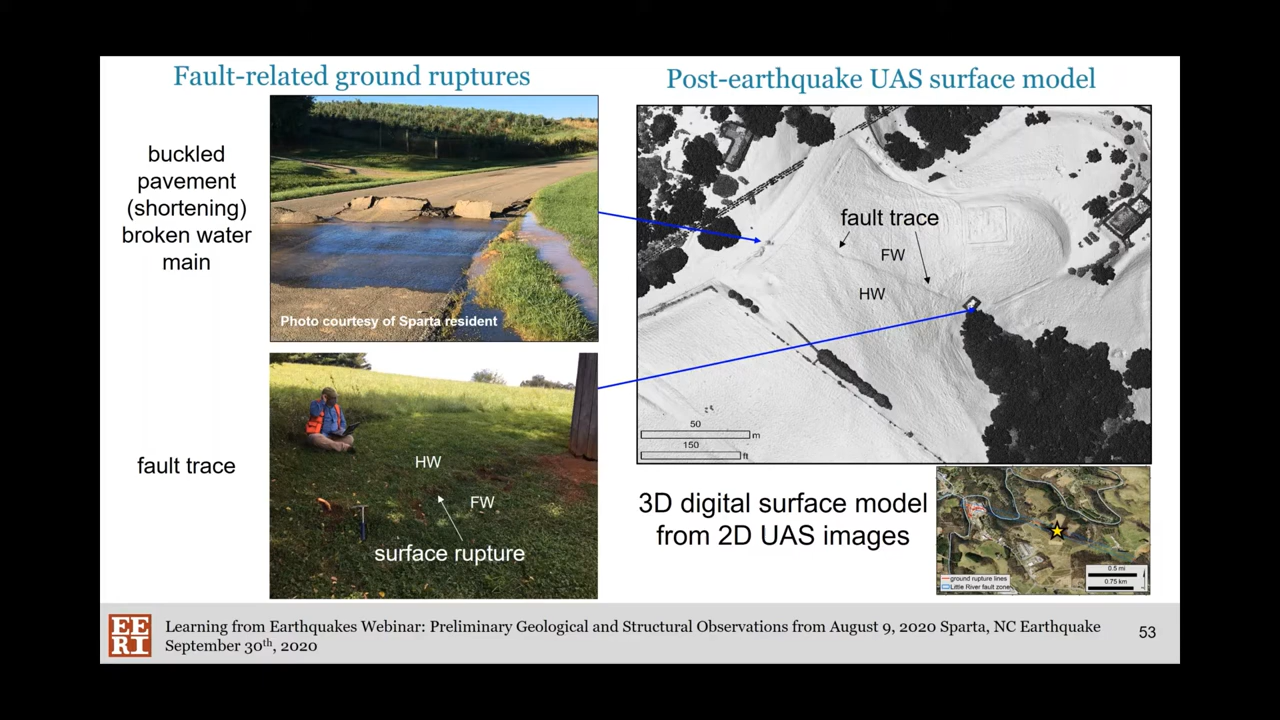 Fault-related ground ruptures
Post-earthquake UAS surface model
buckled
pavement
(shortening)
broken water
main
Photo courtesy of Sparta resident
fault trace
HW
FW
surface rupture
fault trace
FW
HW
50
m
150
ft
3D digital surface model
from 2D UAS images
ground rupture lines
Little River fault zone
0.5 mi
0.75 km
EE
RI
Learning from Earthquakes Webinar: Preliminary Geological and Structural Observations from August 9, 2020 Sparta, NC Earthquake
September 30th, 2020
53